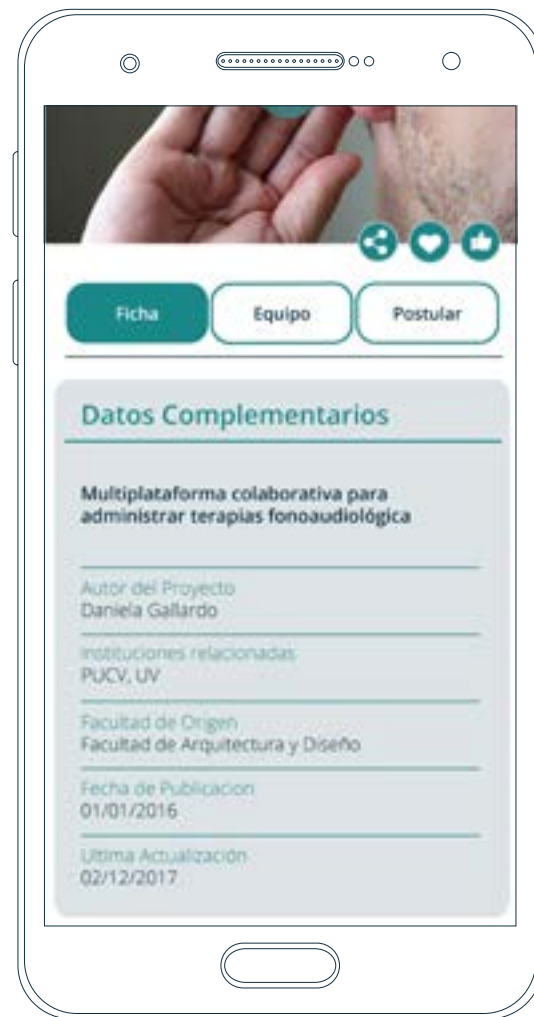 Ficha
Equipo
Postular
Datos Complementarios
Multiplataforma colaborativa para
administrar terapias fonoaudiológica
Autor del Proyecto
Daniela Gallardo
Instituciones relacionadas
PUCV, UV
Facultad de Origen
Facultad de Arquitectura y Diseño
Fecha de Publicacion
01/01/2016
Ultima Actualización
02/12/2017